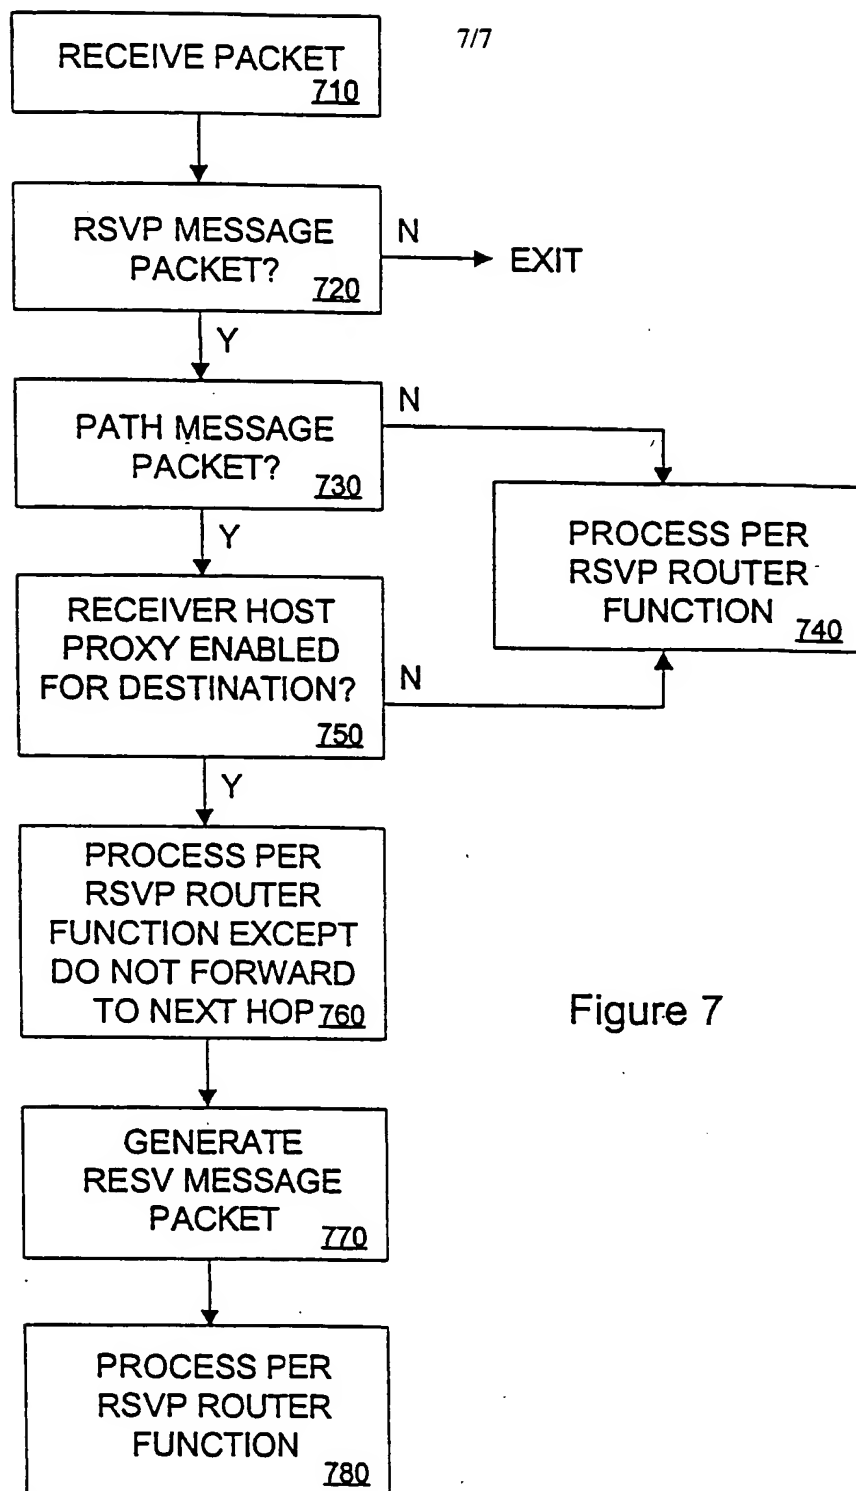 7/7
RECEIVE PACKET
710
RSVP MESSAGE
PACKET?
720
N
EXIT
Y
PATH MESSAGE
PACKET?
730
N
Y
PROCESS PER
RSVP ROUTER
FUNCTION
740
RECEIVER HOST
PROXY ENABLED
FOR DESTINATION?
750
N
Y
PROCESS PER
RSVP ROUTER
FUNCTION EXCEPT
DO NOT FORWARD
TO NEXT HOP 760
Figure 7
GENERATE
RESV MESSAGE
PACKET
770
PROCESS PER
RSVP ROUTER
FUNCTION
780